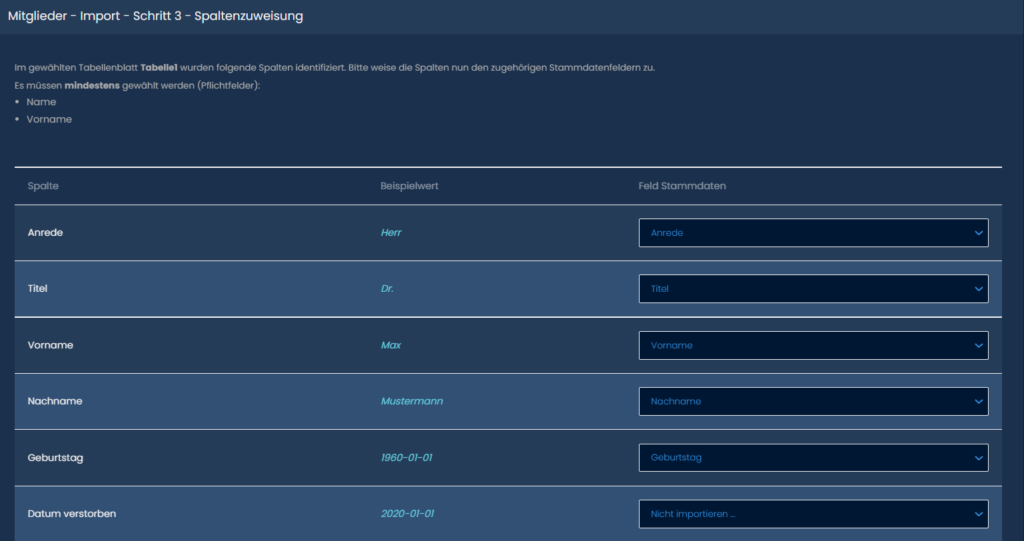 Mitglieder - Import - Schritt 3 - Spaltenzuweisung
Im gewählten Tabellenblatt Tabelle1 wurden folgende Spalten identifiziert. Bitte weise die Spalten nun den zugehörigen Stammdatenfeldern zu.
Es müssen mindestens gewählt werden (Pflichtfelder):
• Name
• Vorname
Spalte Beispielwert Feld Stammdaten
Anrede Herr Anrede
Titel Dr. Titel
Vorname Max Vorname
Nachname Mustermann Nachname
Geburtstag 1960-01-01 Geburtstag
Datum verstorben 2020-01-01 Nicht importieren ...